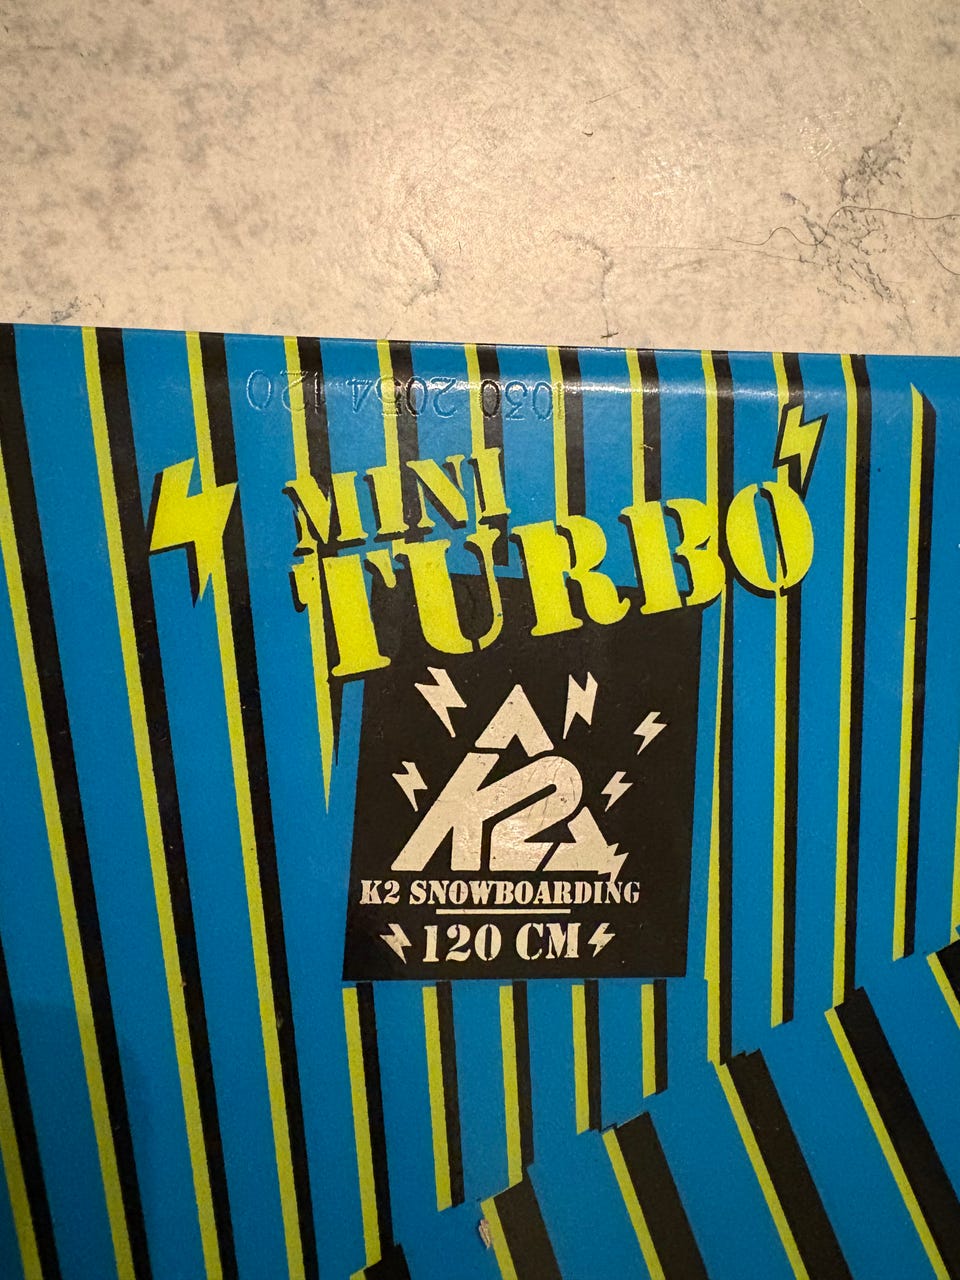 1030 2054 120
MINI
TURBO
K2
K2 SNOWBOARDING
120 CM